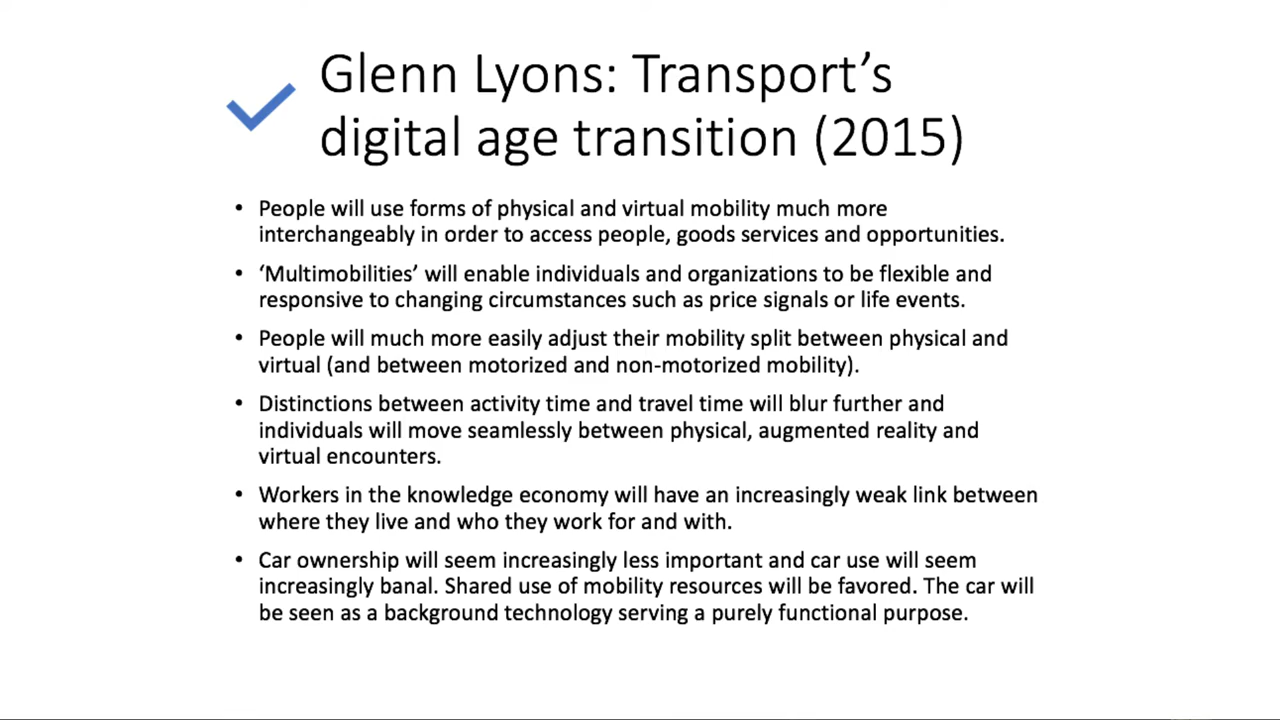 Glenn Lyons: Transport’s
digital age transition (2015)
• People will use forms of physical and virtual mobility much more
interchangeably in order to access people, goods services and opportunities.
• ‘Multimobilities’ will enable individuals and organizations to be flexible and
responsive to changing circumstances such as price signals or life events.
• People will much more easily adjust their mobility split between physical and
virtual (and between motorized and non-motorized mobility).
• Distinctions between activity time and travel time will blur further and
individuals will move seamlessly between physical, augmented reality and
virtual encounters.
• Workers in the knowledge economy will have an increasingly weak link between
where they live and who they work for and with.
• Car ownership will seem increasingly less important and car use will seem
increasingly banal. Shared use of mobility resources will be favored. The car will
be seen as a background technology serving a purely functional purpose.